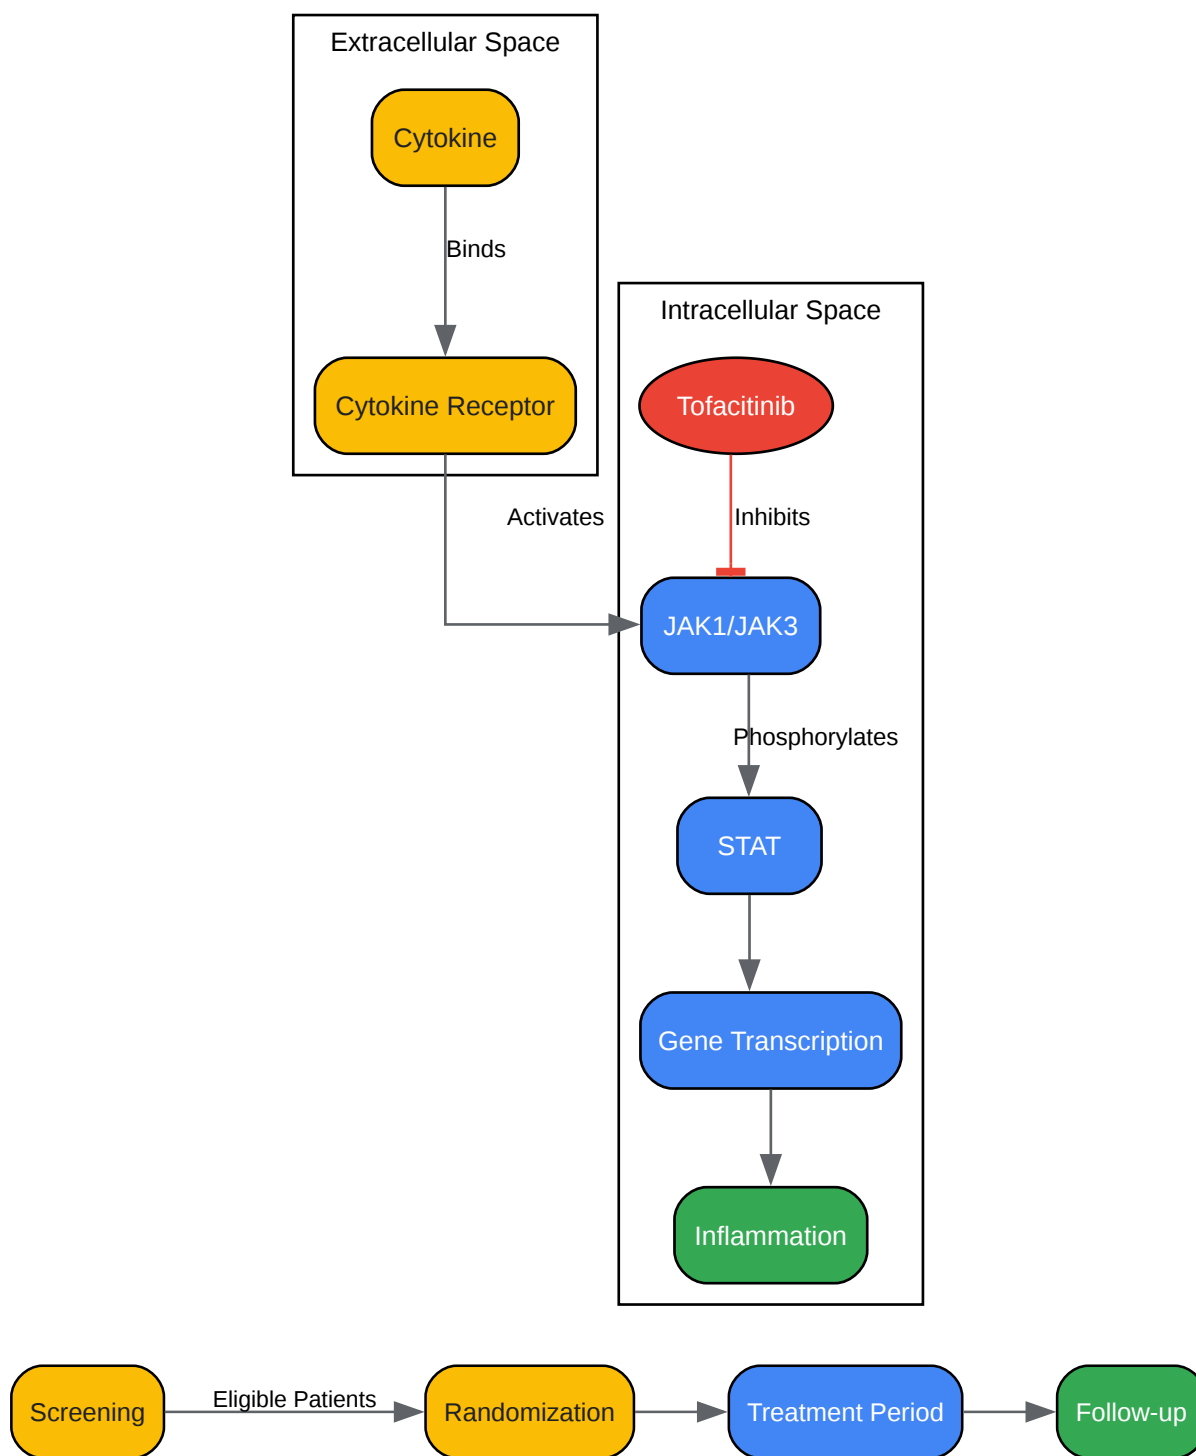 Extracellular Space
Cytokine
Binds
Cytokine Receptor
Intracellular Space
Tofacitinib
Activates
Inhibits
JAK1/JAK3
Phosphorylates
STAT
Gene Transcription
Inflammation
Screening
Eligible Patients
Randomization
Treatment Period
Follow-up